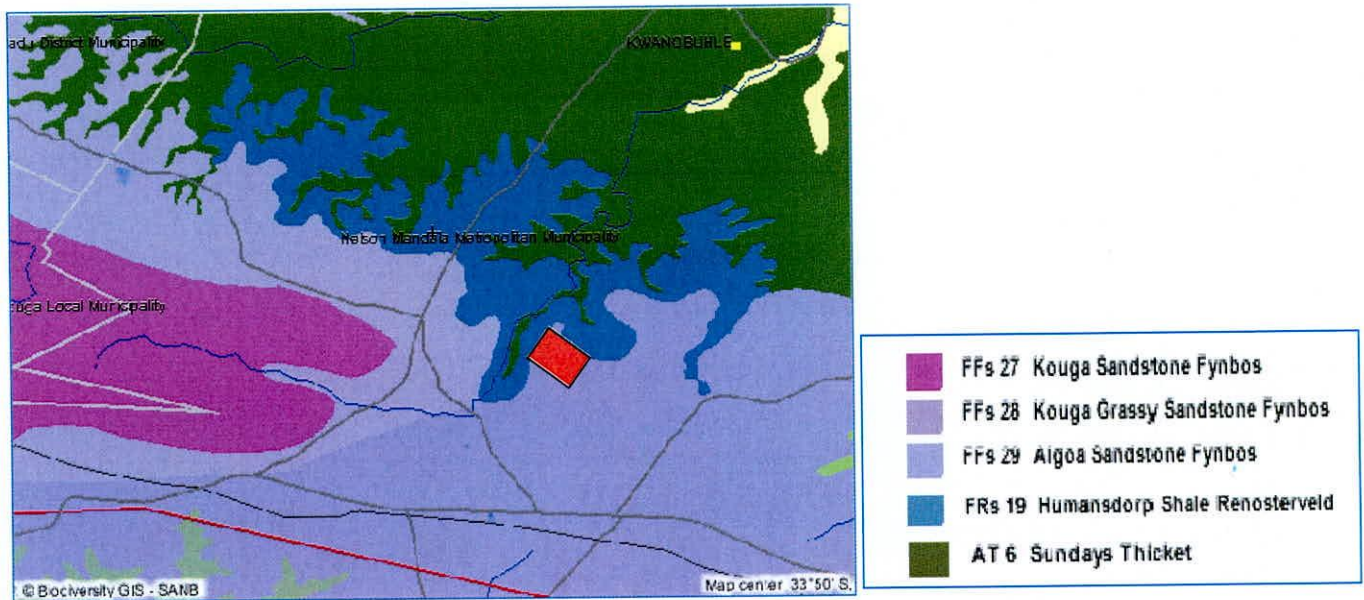 District Municipality
KWANOBUHLE
Nelson Mandela Metropolitan Municipality
Local Municipality
© Biodiversity GIS - SANB
Map center 33°50' S,
FFs 27 Kouga Sandstone Fynbos
FFs 28 Kouga Grassy Sandstone Fynbos
FFs 29 Algoa Sandstone Fynbos
FRs 19 Humansdorp Shale Renosterveld
AT 6 Sundays Thicket